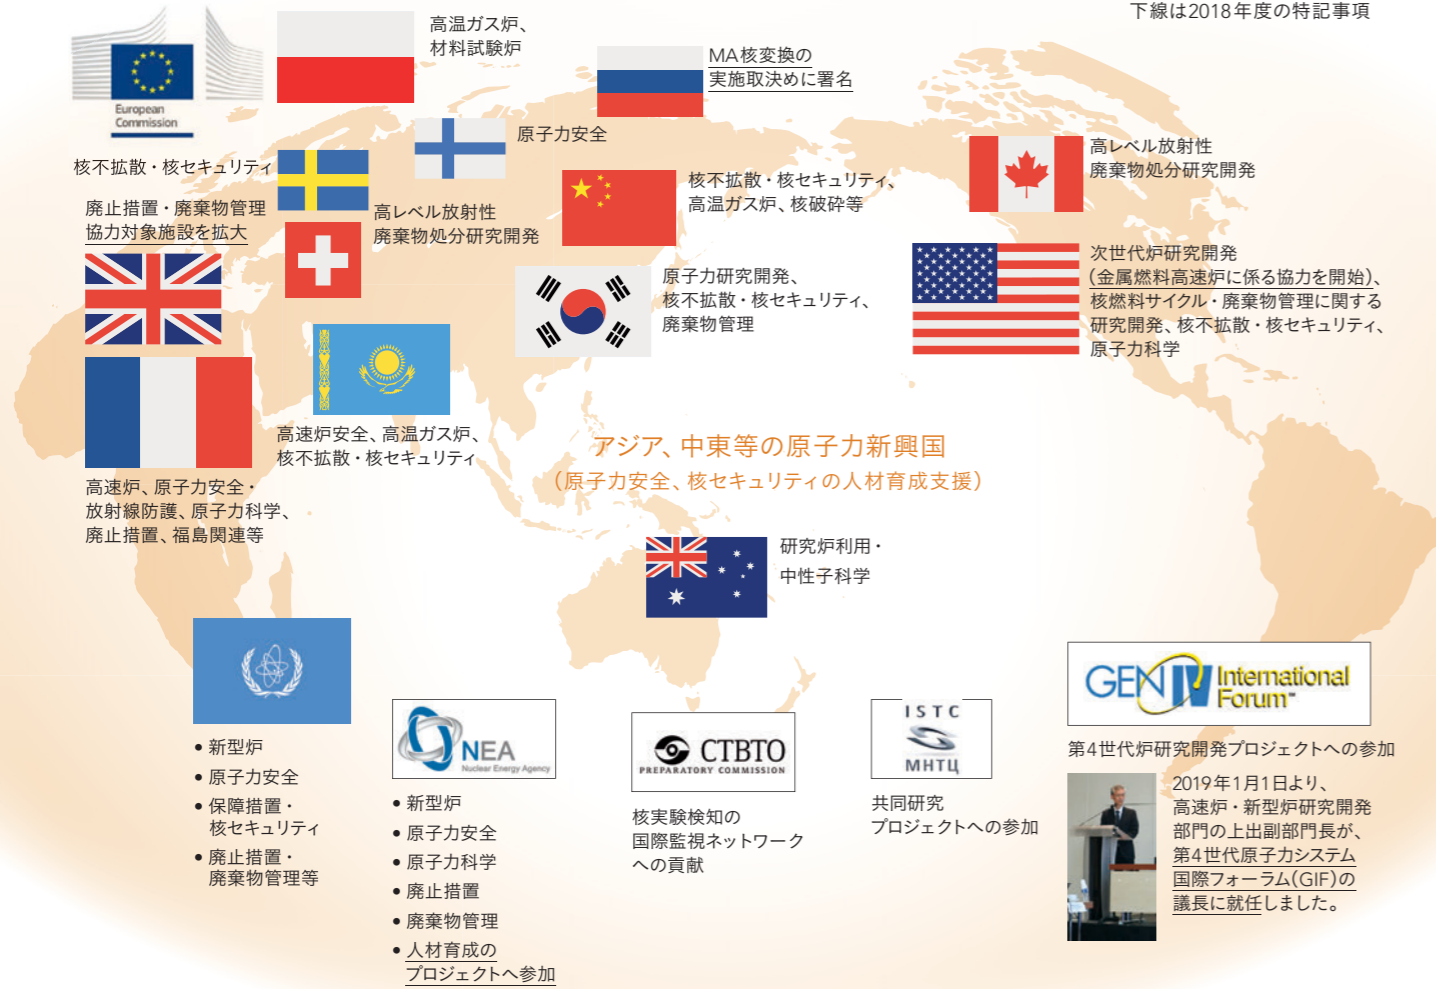 下線は2018年度の特記事項
European
Commission
核不拡散・核セキュリティ
高温ガス炉、
材料試験炉
MA核変換の
実施取決めに署名
原子力安全
高レベル放射性
廃棄物処分研究開発
廃止措置・廃棄物管理
協力対象施設を拡大
核不拡散・核セキュリティ、
高温ガス炉、核破砕等
高レベル放射性
廃棄物処分研究開発
原子力研究開発、
核不拡散・核セキュリティ、
廃棄物管理
次世代炉研究開発
(金属燃料高速炉に係る協力を開始)、
核燃料サイクル・廃棄物管理に関する
研究開発、核不拡散・核セキュリティ、
原子力科学
高速炉安全、高温ガス炉、
核不拡散・核セキュリティ
高速炉、原子力安全・
放射線防護、原子力科学、
廃止措置、福島関連等
アジア、中東等の原子力新興国
(原子力安全、核セキュリティの人材育成支援)
研究炉利用・
中性子科学
• 新型炉
• 原子力安全
• 保障措置・
核セキュリティ
• 廃止措置・
廃棄物管理等
NEA
Nuclear Energy Agency
• 新型炉
• 原子力安全
• 原子力科学
• 廃止措置
• 廃棄物管理
• 人材育成の
プロジェクトへ参加
CTBTO
PREPARATORY COMMISSION
核実験検知の
国際監視ネットワーク
への貢献
ISTC
МНТЦ
共同研究
プロジェクトへの参加
GEN IV International
Forum™
第4世代炉研究開発プロジェクトへの参加
2019年1月1日より、
高速炉・新型炉研究開発
部門の上出副部門長が、
第4世代原子力システム
国際フォーラム(GIF)の
議長に就任しました。